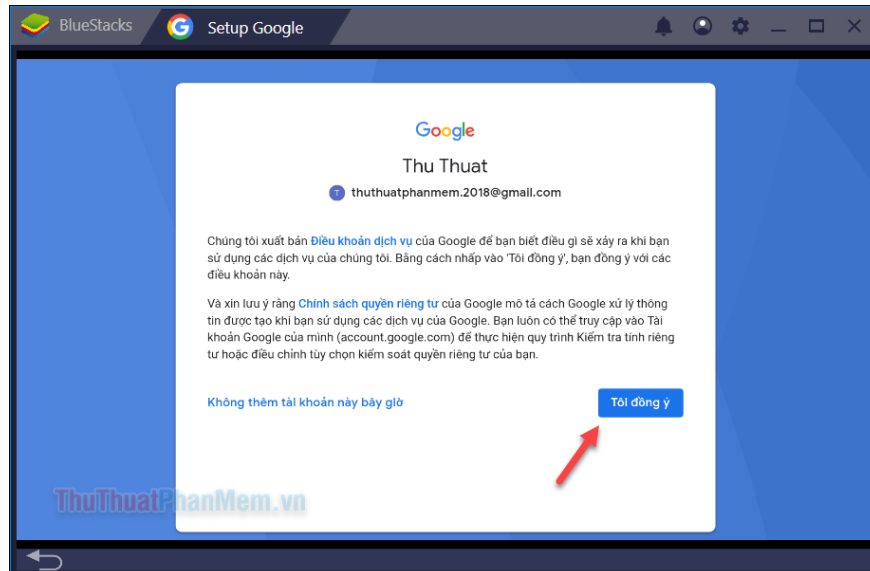 BlueStacks
Setup Google
Google
Thu Thuat
T
thuthuatphanmem.2018@gmail.com
Chúng tôi xuất bản Điều khoản dịch vụ của Google để bạn biết điều gì sẽ xảy ra khi bạn
sử dụng các dịch vụ của chúng tôi. Bằng cách nhấp vào 'Tôi đồng ý', bạn đồng ý với các
điều khoản này.
Và xin lưu ý rằng Chính sách quyền riêng tư của Google mô tả cách Google xử lý thông
tin được tạo khi bạn sử dụng các dịch vụ của Google. Bạn luôn có thể truy cập vào Tài
khoản Google của mình (account.google.com) để thực hiện quy trình Kiểm tra tính riêng
tư hoặc điều chỉnh tùy chọn kiểm soát quyền riêng tư của bạn.
Không thêm tài khoản này bây giờ
Tôi đồng ý
ThuThuatPhanMem.vn